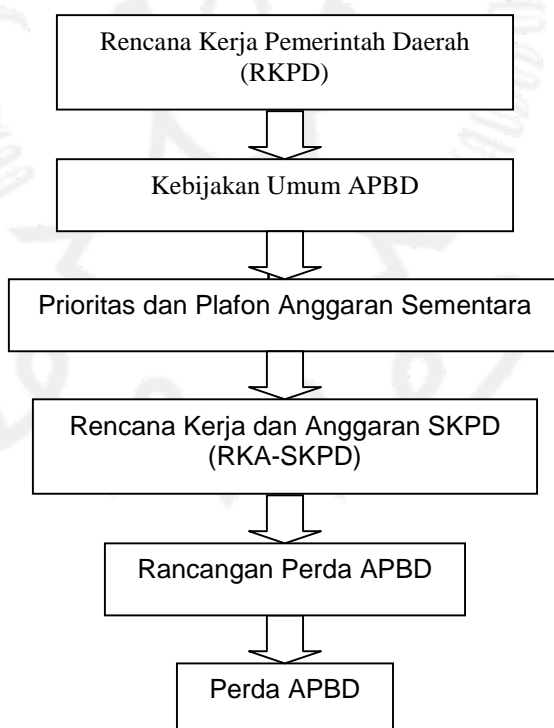 Rencana Kerja Pemerintah Daerah
(RKPD)
Kebijakan Umum APBD
Prioritas dan Plafon Anggaran Sementara
Rencana Kerja dan Anggaran SKPD
(RKA-SKPD)
Rancangan Perda APBD
Perda APBD